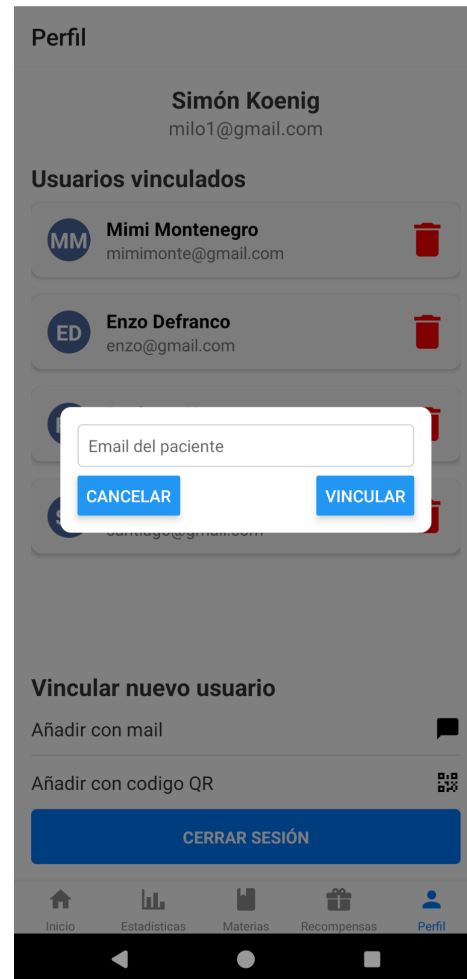 Perfil
Simón Koenig
milo1@gmail.com
Usuarios vinculados
MM
Mimi Montenegro
mimimonte@gmail.com
ED
Enzo Defranco
enzo@gmail.com
Email del paciente
CANCELAR
VINCULAR
Vincular nuevo usuario
Añadir con mail
Añadir con codigo QR
CERRAR SESIÓN
Inicio
Estadísticas
Materias
Recompensas
Perfil